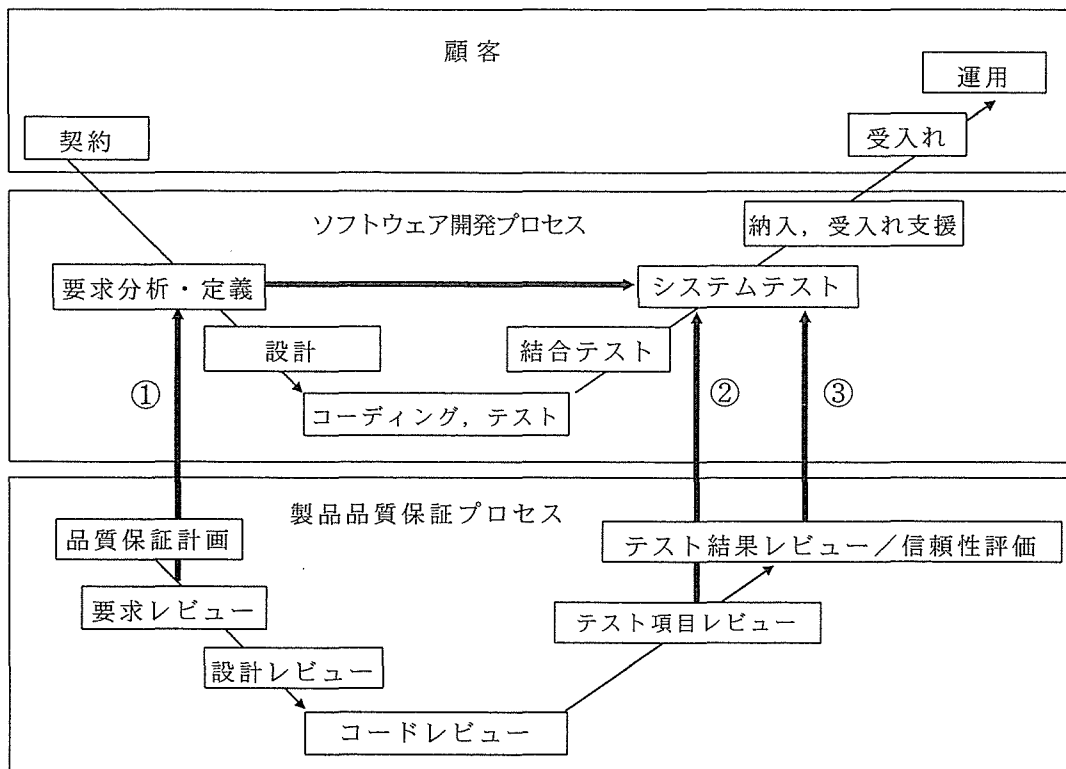 顧客
運用
契約
受入れ
ソフトウェア開発プロセス
納入，受入れ支援
要求分析・定義
システムテスト
設計
結合テスト
①
②
③
コーディング，テスト
製品品質保証プロセス
品質保証計画
テスト結果レビュー／信頼性評価
要求レビュー
テスト項目レビュー
設計レビュー
コードレビュー